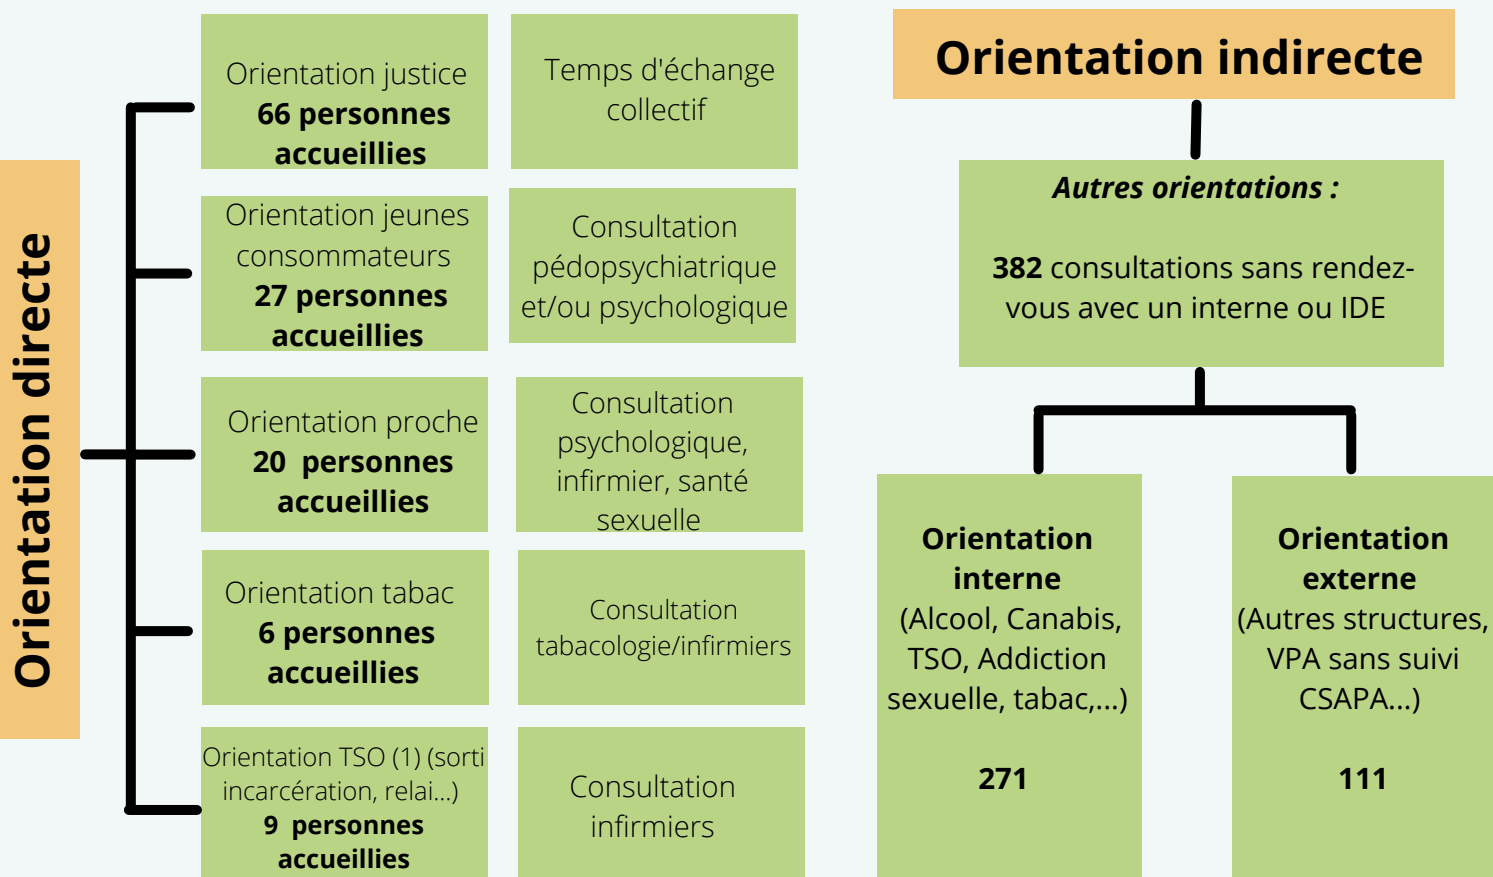 Orientation directe
Orientation justice
66 personnes
accueillies
Temps d'échange
collectif
Orientation jeunes
consommateurs
27 personnes
accueillies
Consultation
pédopsychiatrique
et/ou psychologique
Orientation proche
20 personnes
accueillies
Consultation
psychologique,
infirmier, santé
sexuelle
Orientation tabac
6 personnes
accueillies
Consultation
tabacologie/infirmiers
Orientation TSO (1) (sorti
incarcération, relai...)
9 personnes
accueillies
Consultation
infirmiers
Orientation indirecte
Autres orientations :
382 consultations sans rendez-
vous avec un interne ou IDE
Orientation
interne
(Alcool, Canabis,
TSO, Addiction
sexuelle, tabac,...)
271
Orientation
externe
(Autres structures,
VPA sans suivi
CSAPA...)
111